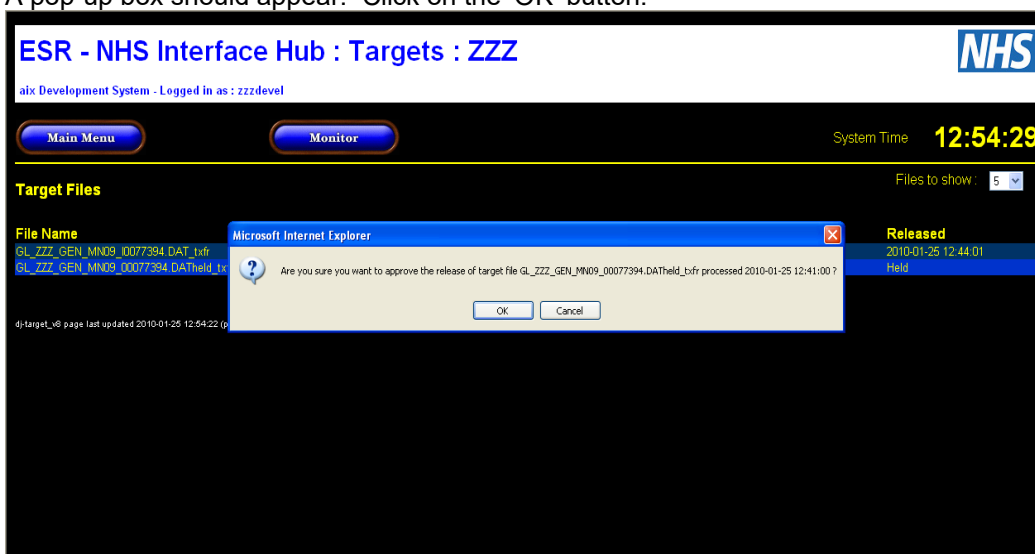 A pop-up box should appear. Click on the 'OK' button.
ESR - NHS Interface Hub : Targets : ZZZ
NHS
aix Development System - Logged in as : zzzdevel
Main Menu
Monitor
System Time 12:54:29
Target Files
Files to show : 5
File Name
Released
Microsoft Internet Explorer
GL_ZZZ_GEN_MN09_I0077394.DAT_txfr
2010-01-25 12:44:01
GL_ZZZ_GEN_MN09_00077394.DATheld_tx
Held
Are you sure you want to approve the release of target file GL_ZZZ_GEN_MN09_00077394.DATheld_txfr processed 2010-01-25 12:41:00 ?
OK
Cancel
dj-target_v8 page last updated 2010-01-25 12:54:22 (p